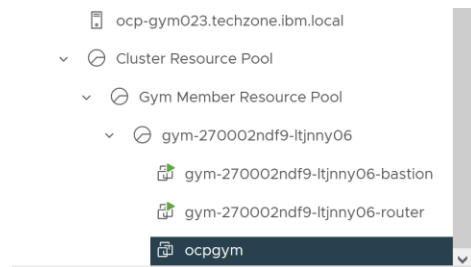 ocp-gym023.techzone.ibm.local
Cluster Resource Pool
Gym Member Resource Pool
gym-270002ndf9-ltjnny06
gym-270002ndf9-ltjnny06-bastion
gym-270002ndf9-ltjnny06-router
ocpgym